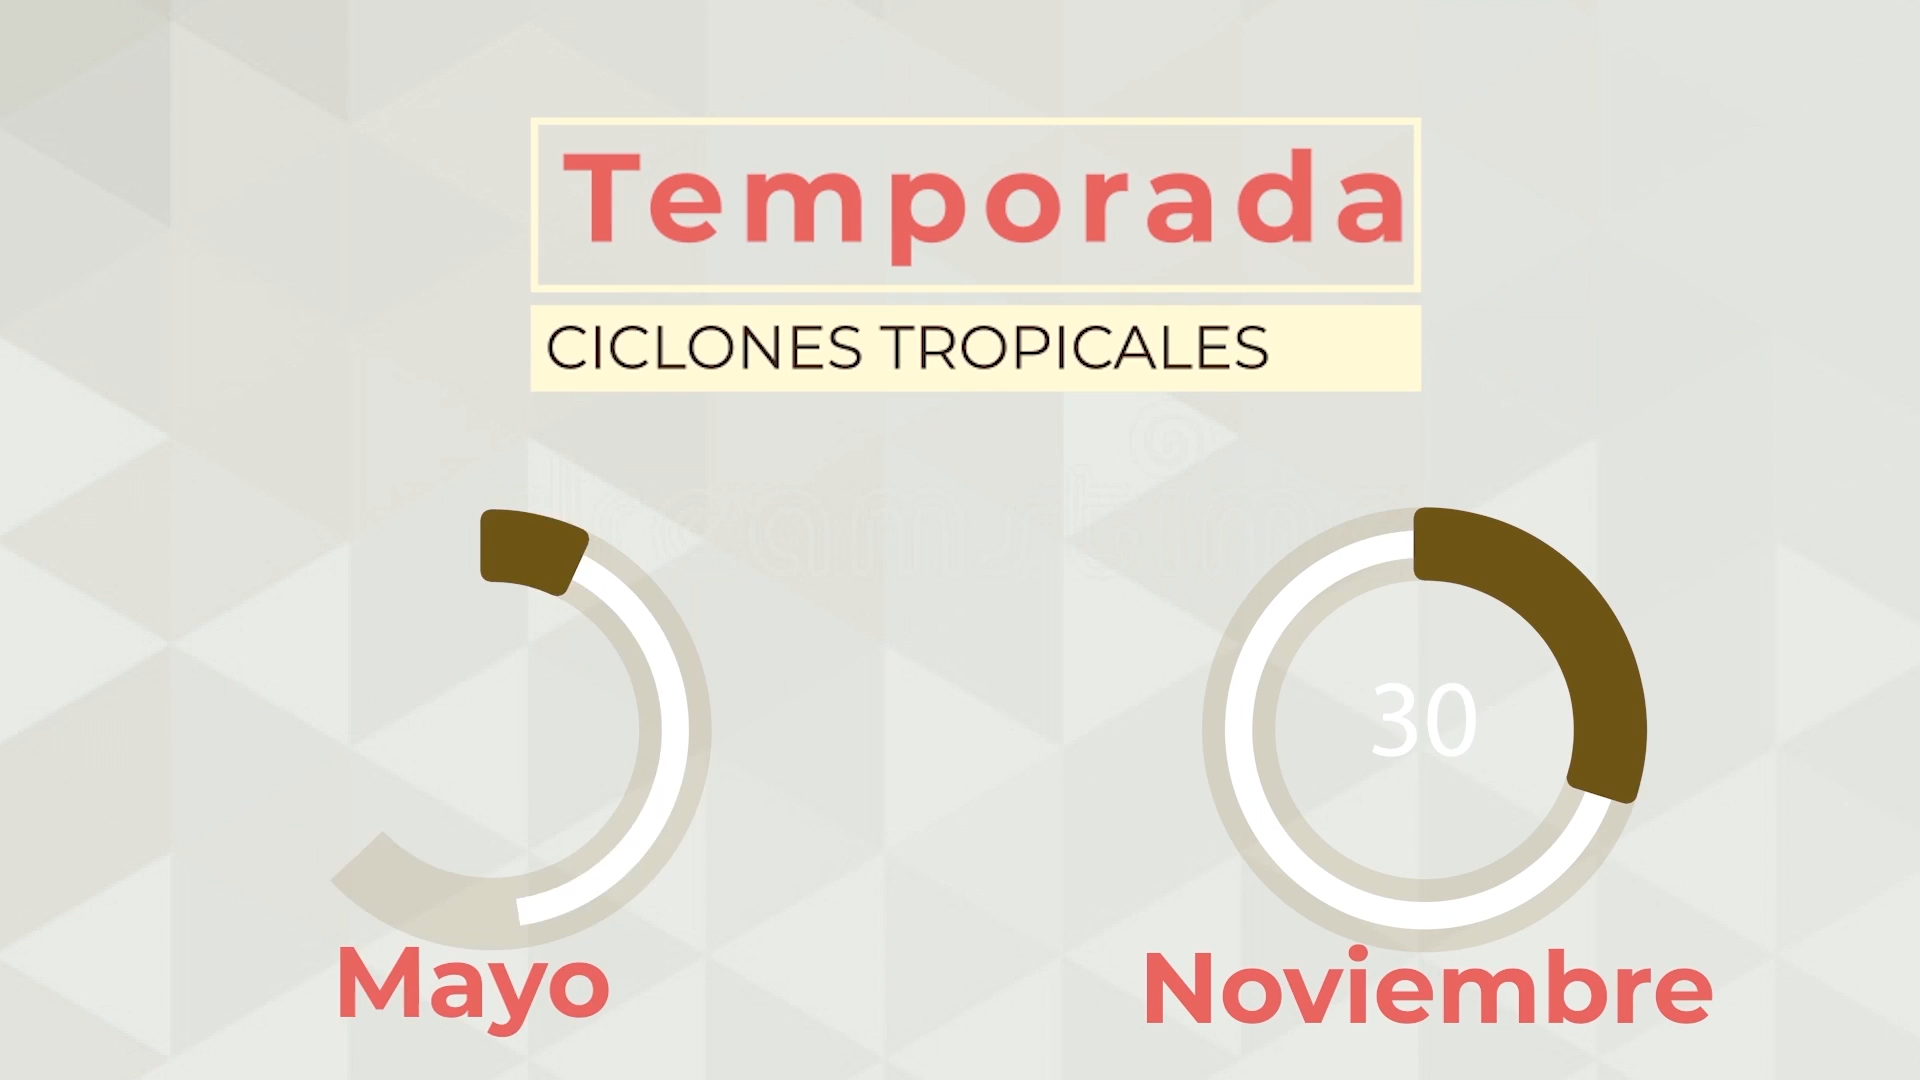 Temporada
CICLONES TROPICALES
30
Mayo
Noviembre